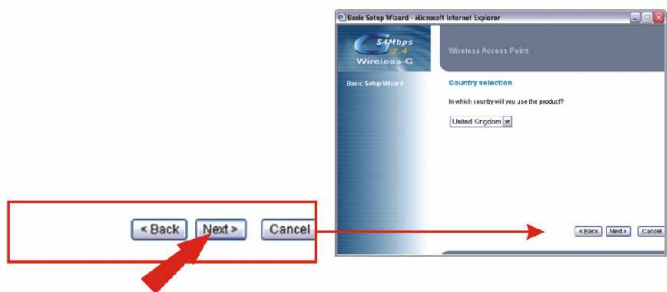 Basic Setup Wizard - Microsoft Internet Explorer
54Mbps
2.4
Wireless-G
Wireless Access Point
Basic Setup Wizard
Country selection
In which country will you use the product?
United Kingdom
< Back Next > Cancel
< Back Next > Cancel